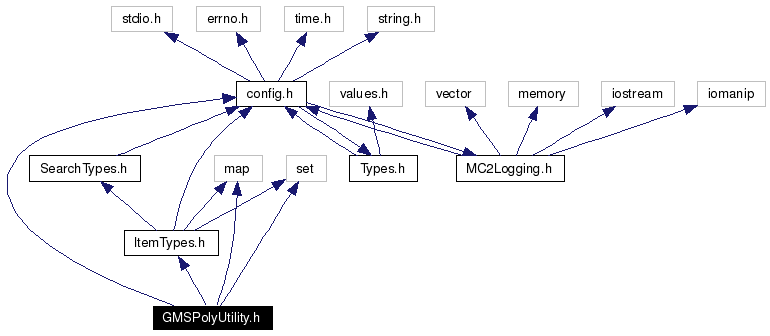 stdio.h
errno.h
time.h
string.h
config.h
values.h
vector
memory
iostream
iomanip
SearchTypes.h
map
set
Types.h
MC2Logging.h
ItemTypes.h
GMSPolyUtility.h